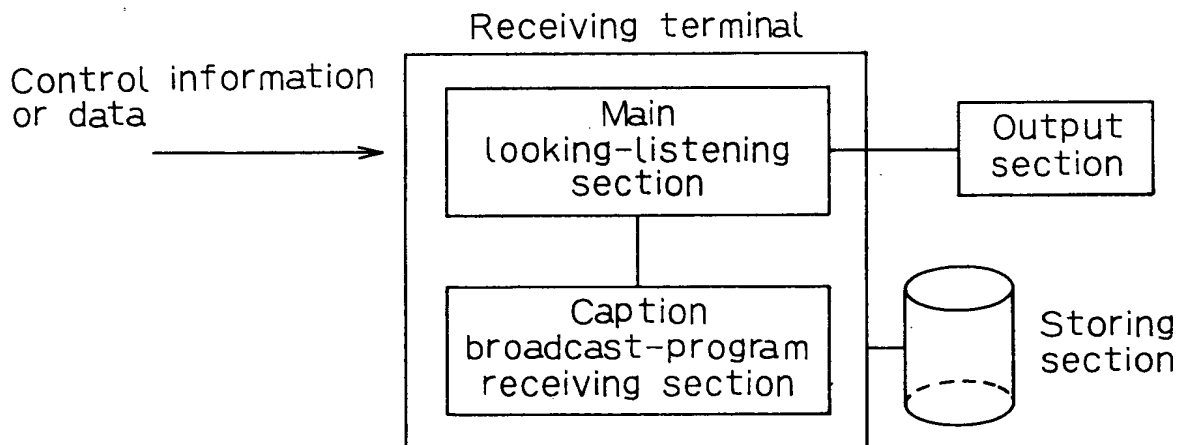 Receiving terminal
Control information
or data
Main
looking-listening
section
Output
section
Caption
broadcast-program
receiving section
Storing
section